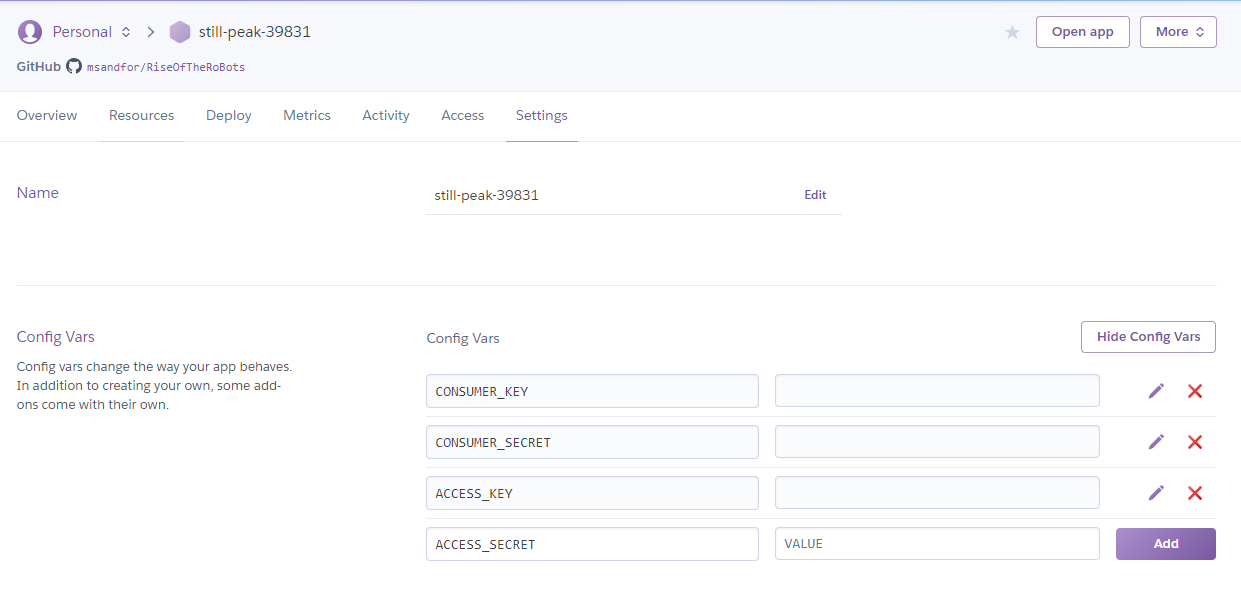 Personal still-peak-39831 Open app More
GitHub msandfor/RiseOfTheRoBots
Overview Resources Deploy Metrics Activity Access Settings
Name still-peak-39831 Edit
Config Vars Config Vars Hide Config Vars
Config vars change the way your app behaves.
In addition to creating your own, some add-
ons come with their own.
CONSUMER_KEY
CONSUMER_SECRET
ACCESS_KEY
ACCESS_SECRET VALUE Add